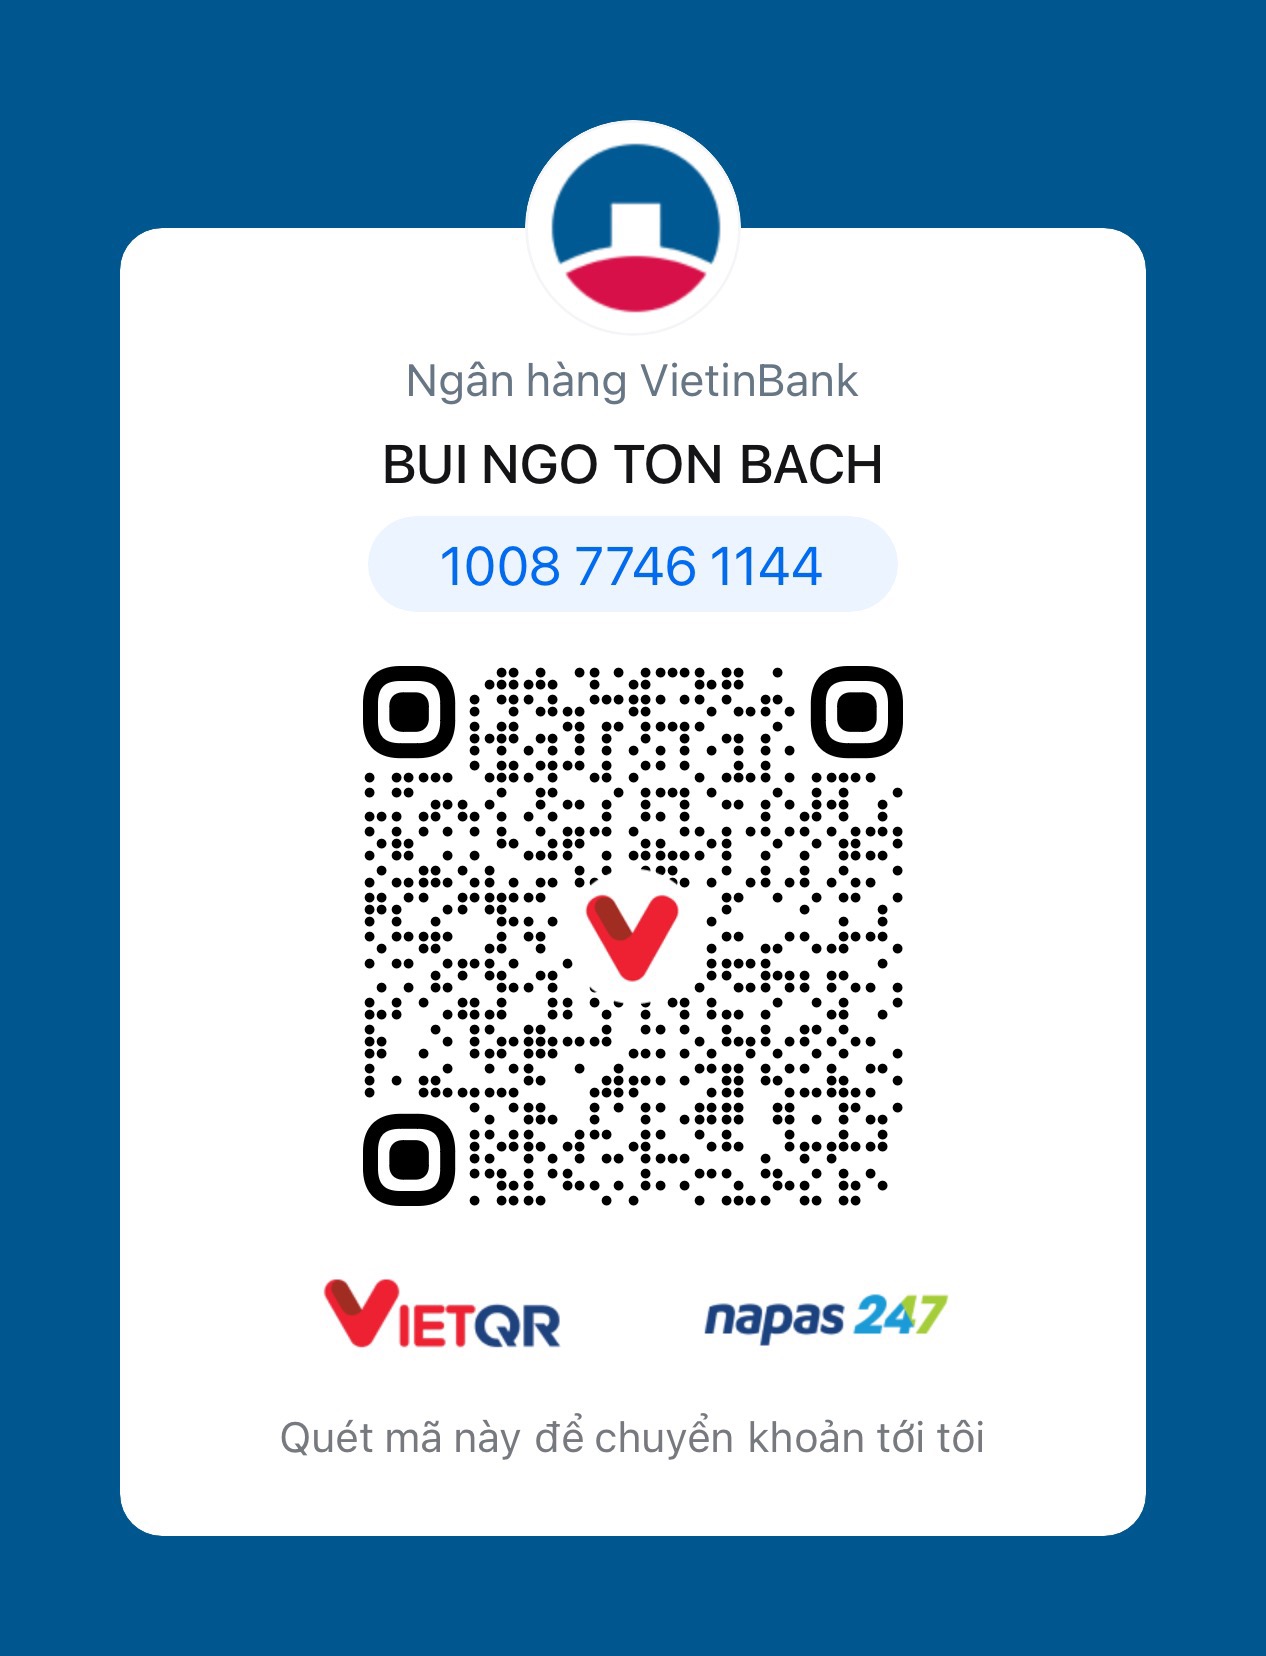 Ngân hàng VietinBank
BUI NGO TON BACH
1008 7746 1144
VIETQR
napas 247
Quét mã này để chuyển khoản tới tôi